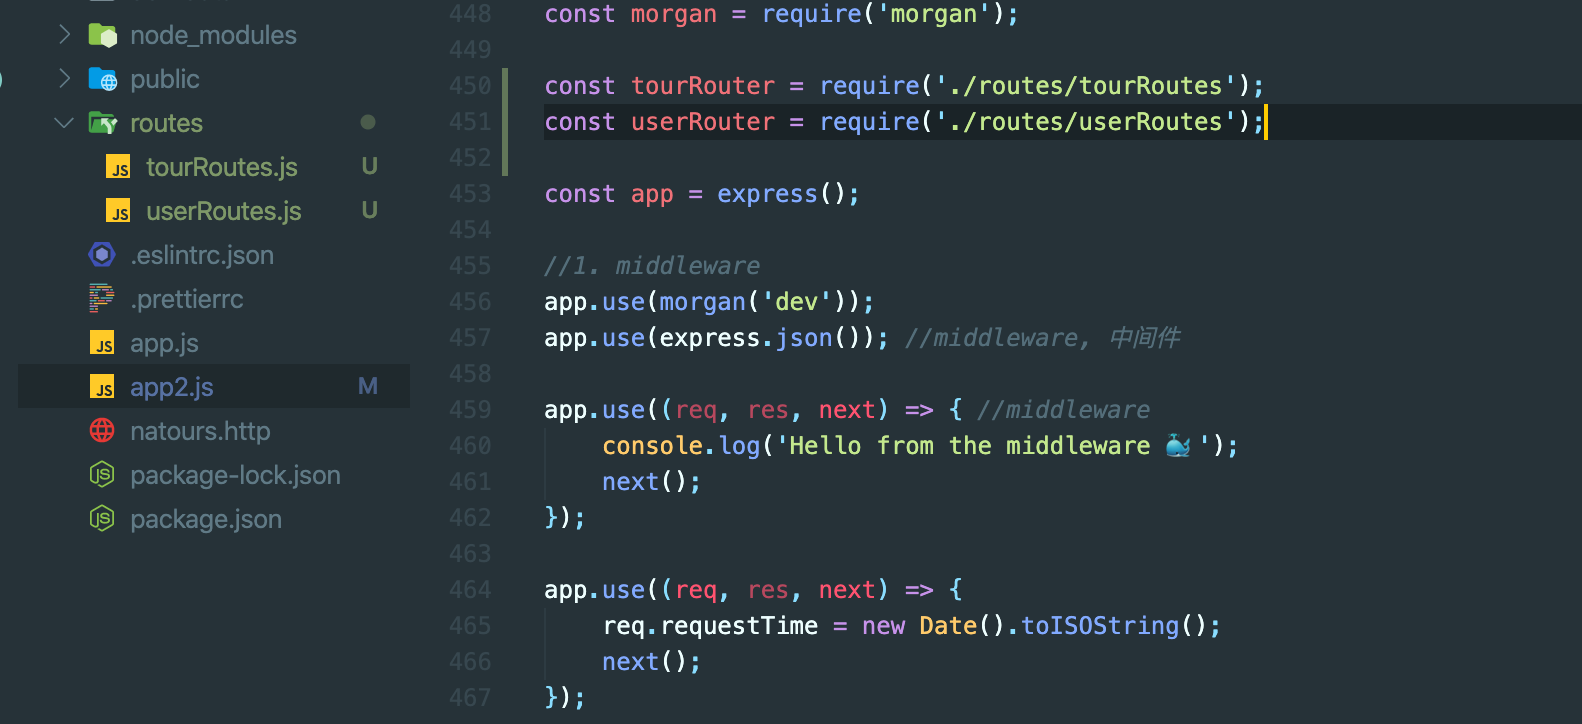 node_modules
public
routes
tourRoutes.js U
userRoutes.js U
.eslintrc.json
.prettierrc
app.js
app2.js M
natours.http
package-lock.json
package.json
448 const morgan = require('morgan');
449
450 const tourRouter = require('./routes/tourRoutes');
451 const userRouter = require('./routes/userRoutes');
452
453 const app = express();
454
455 //1. middleware
456 app.use(morgan('dev'));
457 app.use(express.json()); //middleware, 中间件
458
459 app.use((req, res, next) => { //middleware
460 console.log('Hello from the middleware 🐳');
461 next();
462 });
463
464 app.use((req, res, next) => {
465 req.requestTime = new Date().toISOString();
466 next();
467 });